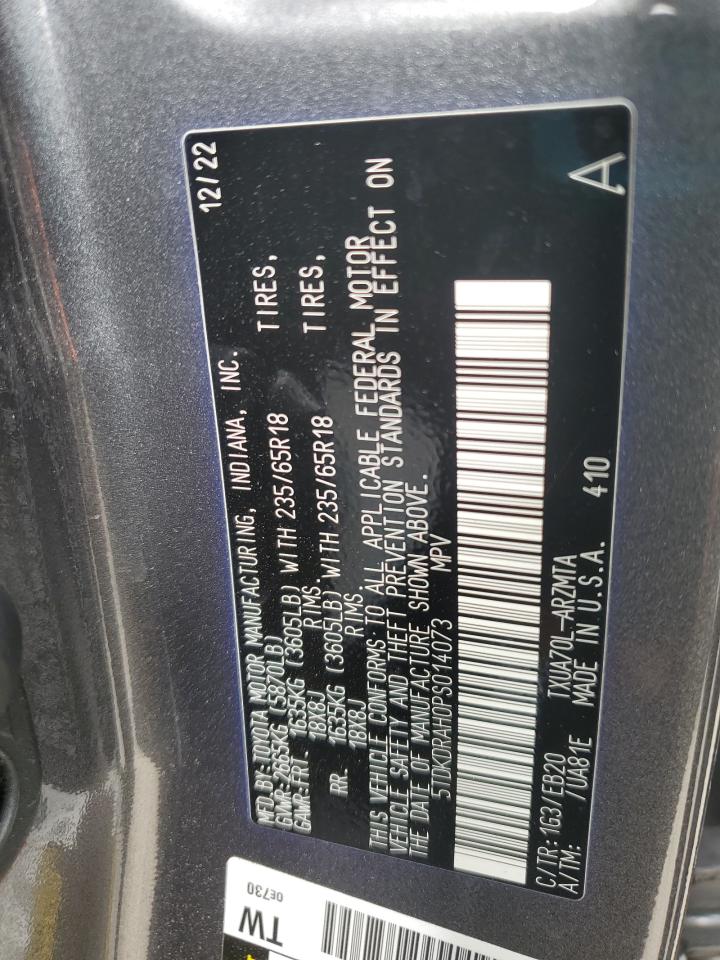 MFD. BY: TOYOTA MOTOR MANUFACTURING, INDIANA, INC. 12/22
GVWR: 2665KG (5870LB)
GAWR: FRT 1635KG (3605LB) WITH 235/65R18 TIRES,
18X8J RIMS.
RR. 1635KG (3605LB) WITH 235/65R18 TIRES,
18X8J RIMS.
THIS VEHICLE CONFORMS TO ALL APPLICABLE FEDERAL MOTOR
VEHICLE SAFETY AND THEFT PREVENTION STANDARDS IN EFFECT ON
THE DATE OF MANUFACTURE SHOWN ABOVE.
5TDKDRAH0PS014073 MPV
C/TR: 1G3/EB20 TXUA70L-ARZMTA 410 A
A/TM: /UA81E MADE IN U.S.A.
TW
0E730